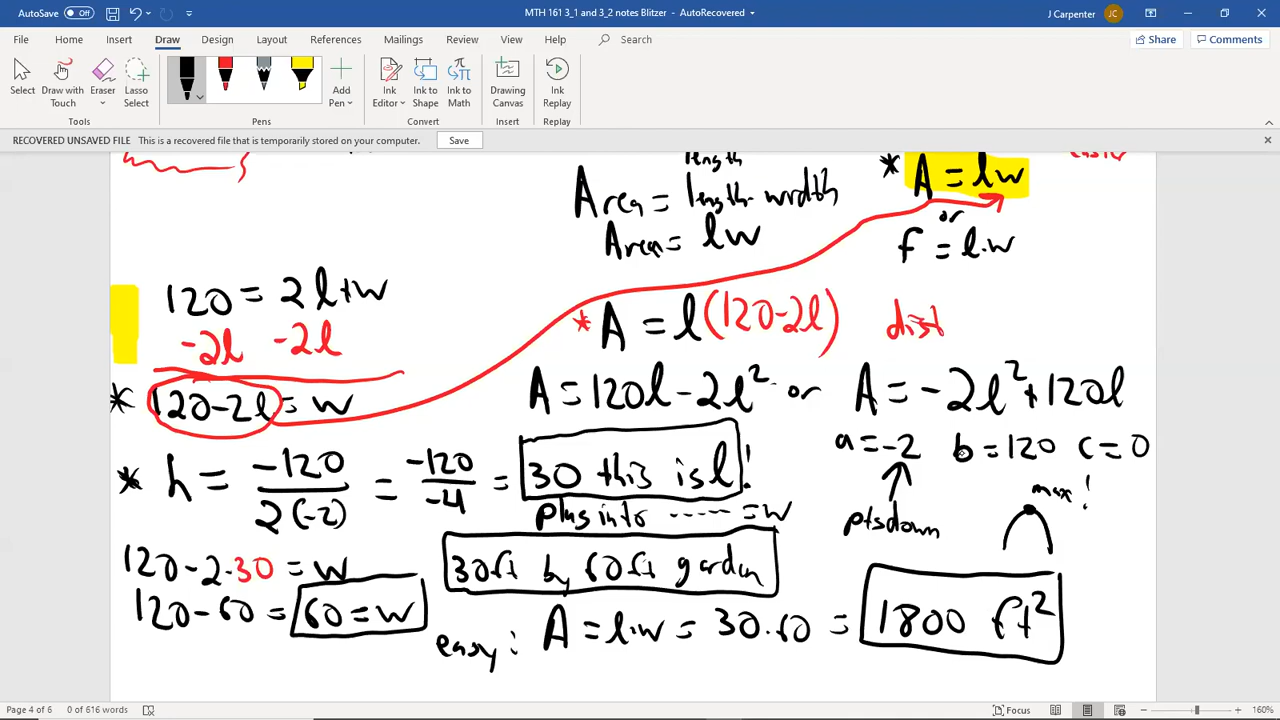 AutoSave Off
MTH 161 3_1 and 3_2 notes Blitzer - AutoRecovered
J Carpenter JC
File Home Insert Draw Design Layout References Mailings Review View Help Search Share Comments
Select Draw with Touch Eraser Lasso Select Add Pen Ink Editor Ink to Shape Ink to Math Drawing Canvas Ink Replay
Tools Pens Convert Insert Replay
RECOVERED UNSAVED FILE This is a recovered file that is temporarily stored on your computer. Save
length
Area = length · width
Area = lw
* A = lw
or
f = l·w
120 = 2l + w
-2l -2l
* 120-2l = w
* A = l(120-2l) dist
A = 120l - 2l² or A = -2l² + 120l
a = -2 b = 120 c = 0
ptsdown
max!
* h = -120 / 2(-2) = -120 / -4 = 30 this is l!
plug into ------ = w
120 - 2·30 = w
120 - 60 = 60 = w
30ft by 60ft garden
easy: A = l·w = 30·60 = 1800 ft²
Page 4 of 6 0 of 616 words
Focus
160%